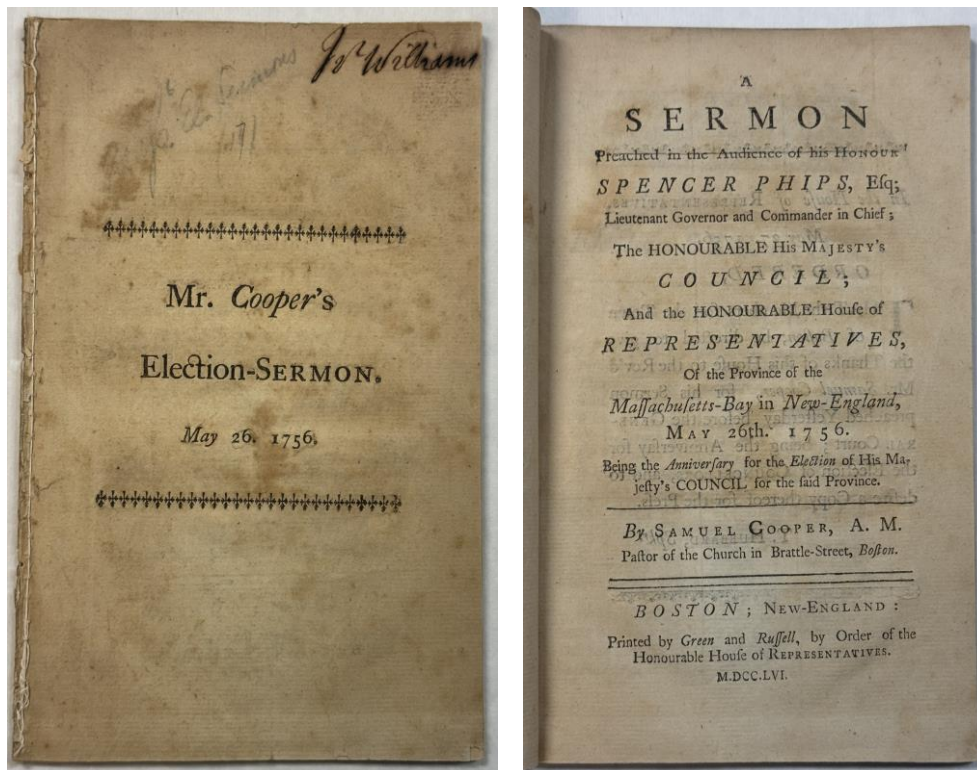 Wm Williams
Sermons
Mr. Cooper's
Election-SERMON.
May 26. 1756.
A
SERMON
Preached in the Audience of his HONOUR
SPENCER PHIPS, Eſq;
Lieutenant Governor and Commander in Chief;
The HONOURABLE His MAJESTY's
COUNCIL;
And the HONOURABLE Houſe of
REPRESENTATIVES,
Of the Province of the
Maſſachuſetts-Bay in New-England,
MAY 26th. 1756.
Being the Anniverſary for the Election of His Ma-
jeſty's COUNCIL for the ſaid Province.
By SAMUEL COOPER, A. M.
Paſtor of the Church in Brattle-Street, Boſton.
BOSTON; NEW-ENGLAND:
Printed by Green and Ruſſell, by Order of the
Honourable Houſe of REPRESENTATIVES.
M.DCC.LVI.